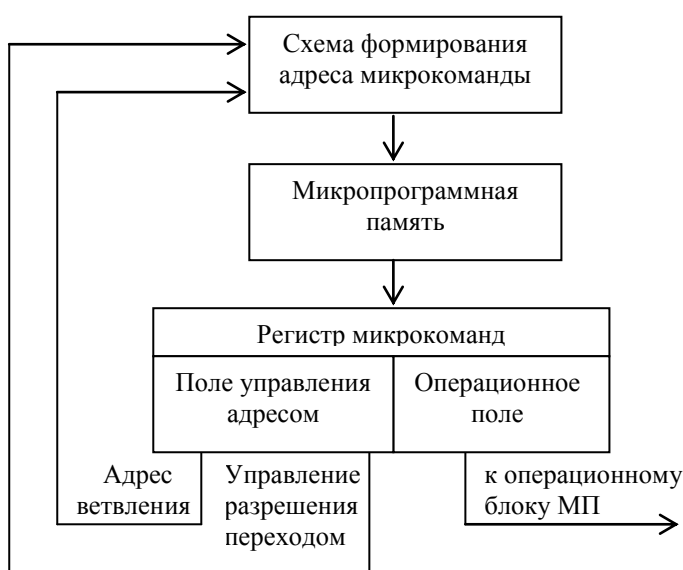 Схема формирования
адреса микрокоманды
Микропрограммная
память
Регистр микрокоманд
Поле управления
адресом
Операционное
поле
Адрес
ветвления
Управление
разрешения
переходом
к операционному
блоку МП